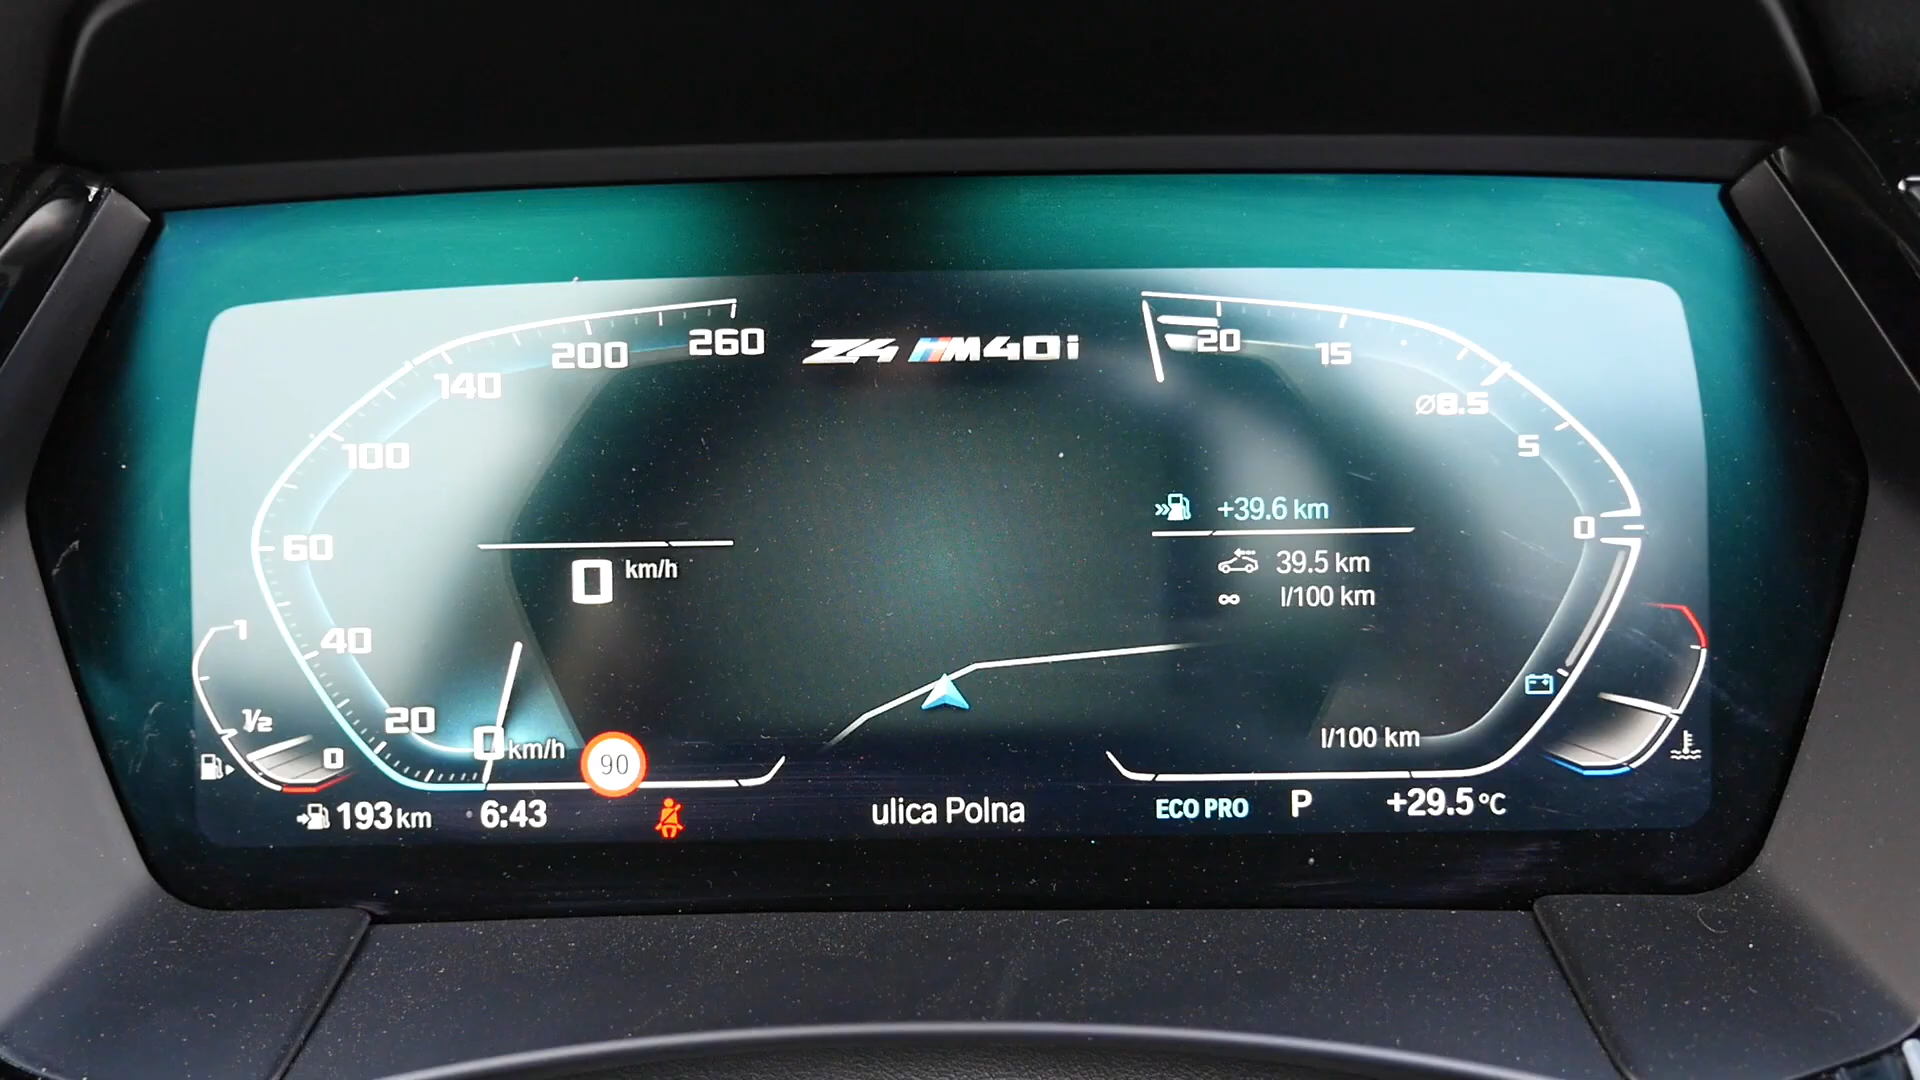 Z4 M40i
260
200
140
100
60
40
20
0 km/h
0 km/h
90
1
1/2
0
20
15
⌀8.5
5
0
+39.6 km
39.5 km
∞ l/100 km
l/100 km
193 km
6:43
ulica Polna
ECO PRO
P
+29.5 °C